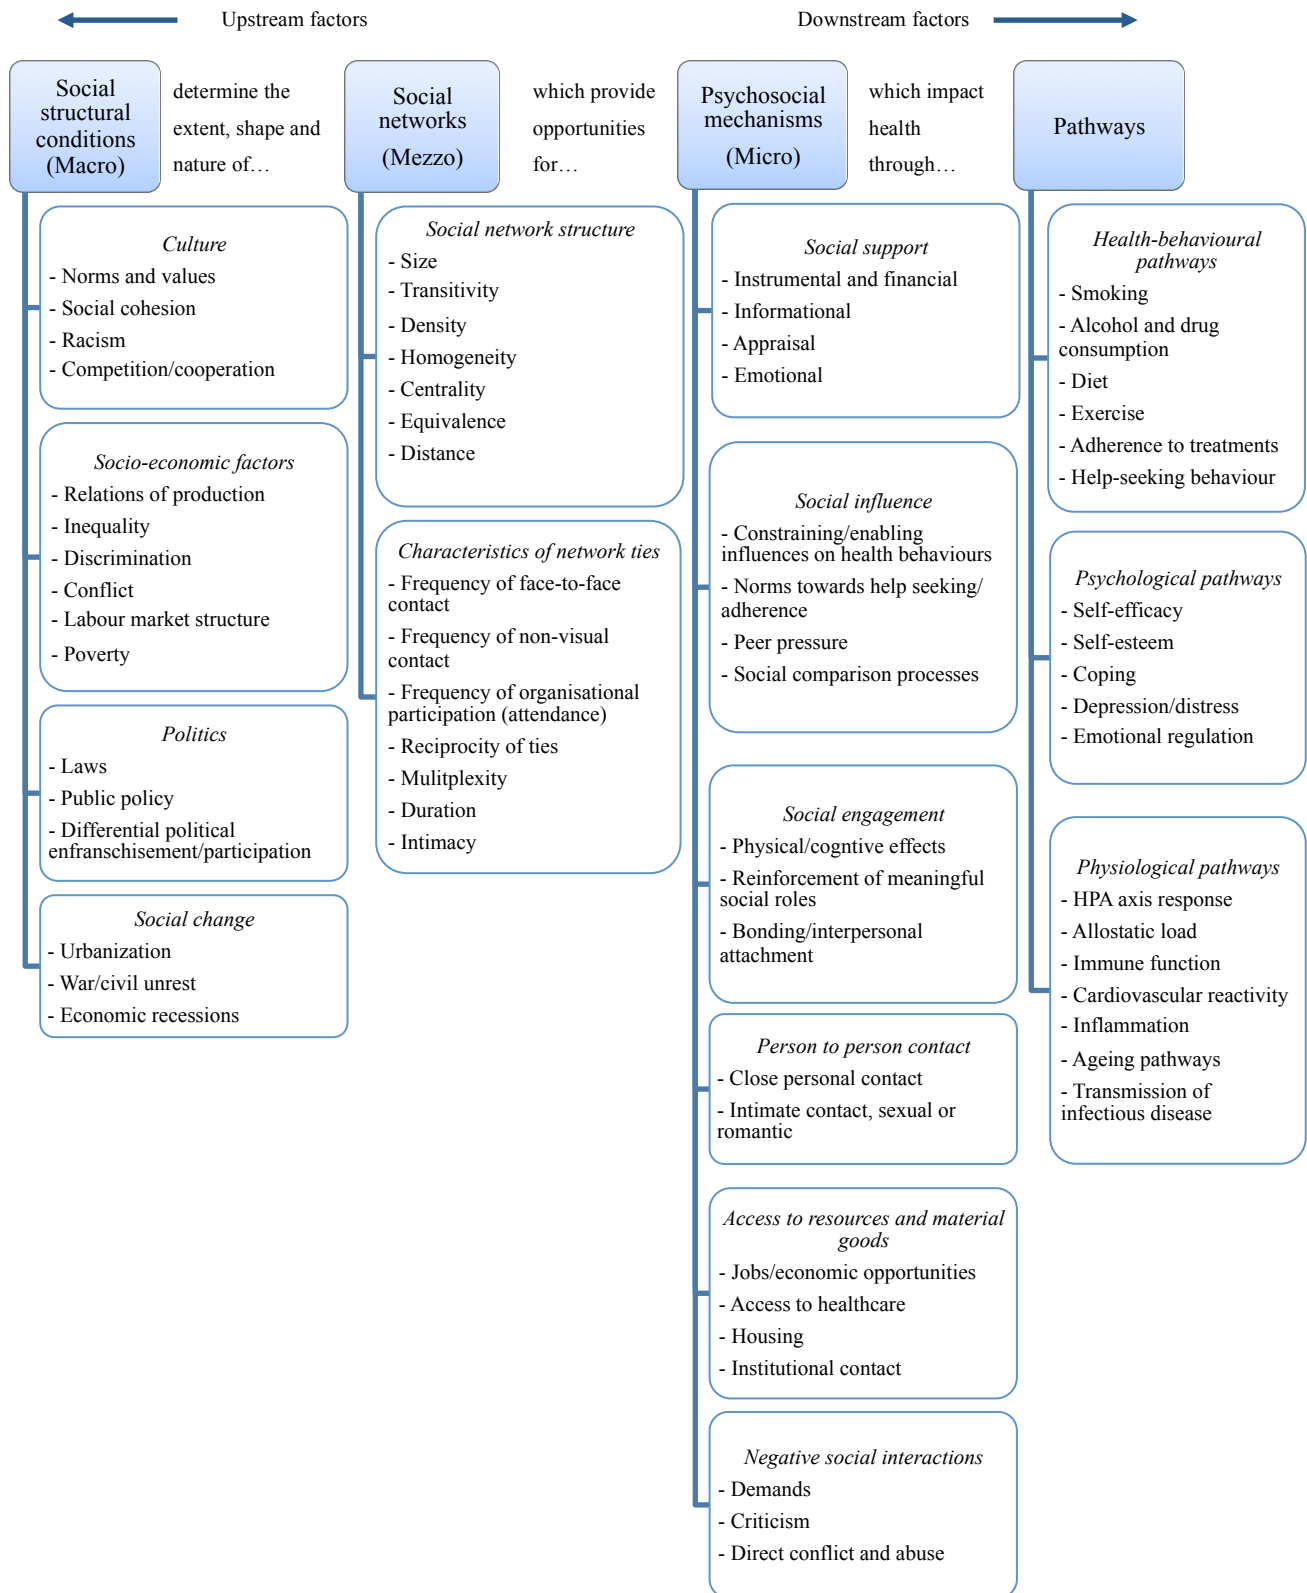 Upstream factors
Downstream factors
Social
structural
conditions
(Macro)
determine the
extent, shape and
nature of…
Social
networks
(Mezzo)
which provide
opportunities
for…
Psychosocial
mechanisms
(Micro)
which impact
health
through…
Pathways
Culture
- Norms and values
- Social cohesion
- Racism
- Competition/cooperation
Socio-economic factors
- Relations of production
- Inequality
- Discrimination
- Conflict
- Labour market structure
- Poverty
Politics
- Laws
- Public policy
- Differential political
enfranschisement/participation
Social change
- Urbanization
- War/civil unrest
- Economic recessions
Social network structure
- Size
- Transitivity
- Density
- Homogeneity
- Centrality
- Equivalence
- Distance
Characteristics of network ties
- Frequency of face-to-face
contact
- Frequency of non-visual
contact
- Frequency of organisational
participation (attendance)
- Reciprocity of ties
- Mulitplexity
- Duration
- Intimacy
Social support
- Instrumental and financial
- Informational
- Appraisal
- Emotional
Social influence
- Constraining/enabling
influences on health behaviours
- Norms towards help seeking/
adherence
- Peer pressure
- Social comparison processes
Social engagement
- Physical/cogntive effects
- Reinforcement of meaningful
social roles
- Bonding/interpersonal
attachment
Person to person contact
- Close personal contact
- Intimate contact, sexual or
romantic
Access to resources and material
goods
- Jobs/economic opportunities
- Access to healthcare
- Housing
- Institutional contact
Negative social interactions
- Demands
- Criticism
- Direct conflict and abuse
Health-behavioural
pathways
- Smoking
- Alcohol and drug
consumption
- Diet
- Exercise
- Adherence to treatments
- Help-seeking behaviour
Psychological pathways
- Self-efficacy
- Self-esteem
- Coping
- Depression/distress
- Emotional regulation
Physiological pathways
- HPA axis response
- Allostatic load
- Immune function
- Cardiovascular reactivity
- Inflammation
- Ageing pathways
- Transmission of
infectious disease